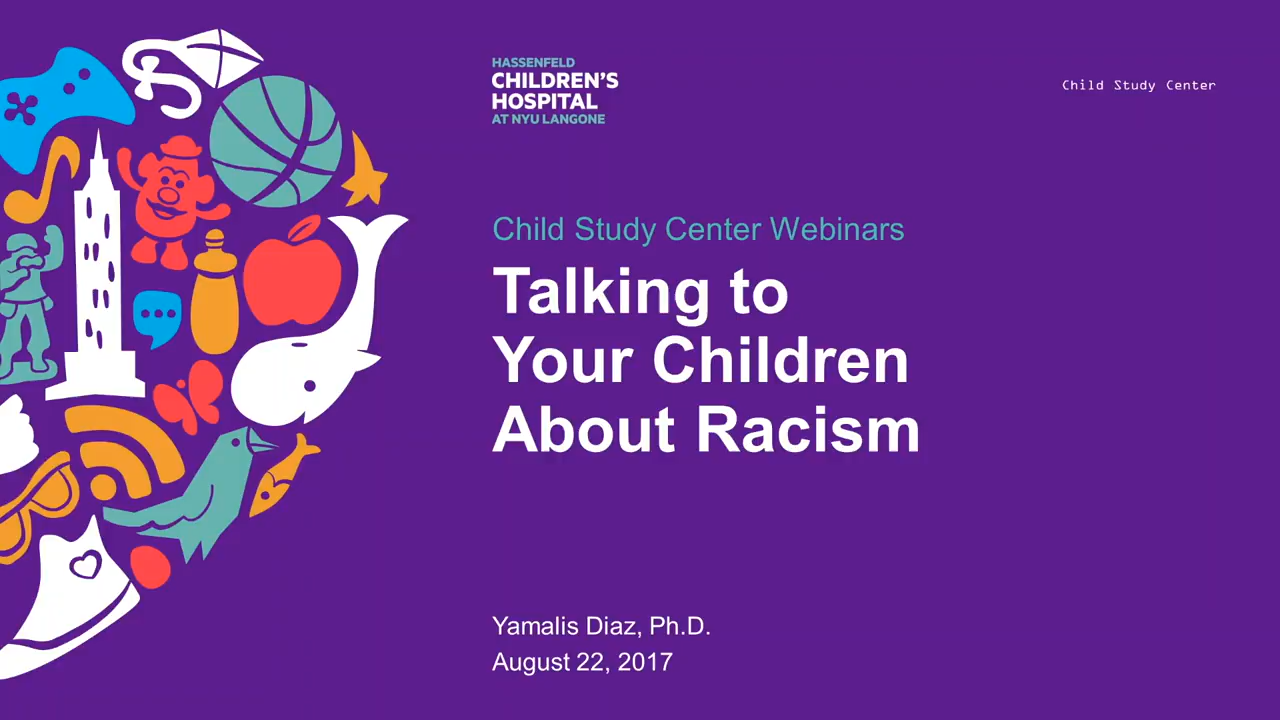 HASSENFELD
CHILDREN'S
HOSPITAL
AT NYU LANGONE
Child Study Center
Child Study Center Webinars
Talking to
Your Children
About Racism
Yamalis Diaz, Ph.D.
August 22, 2017